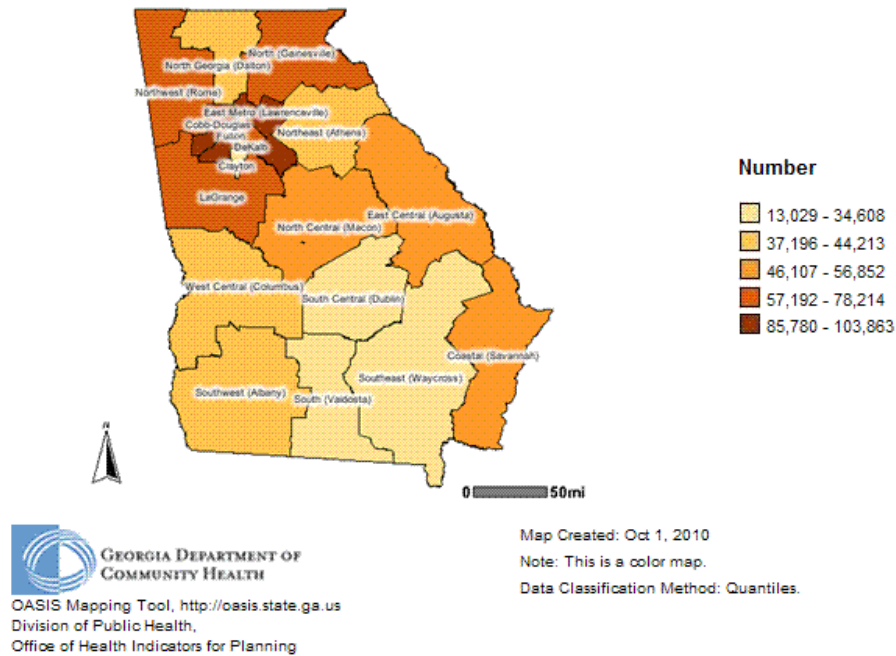 North (Gainesville)
North Georgia (Dalton)
Northwest (Rome)
East Metro (Lawrenceville)
Cobb-Douglas
Fulton
Northeast (Athens)
DeKalb
Clayton
LaGrange
East Central (Augusta)
North Central (Macon)
West Central (Columbus)
South Central (Dublin)
Coastal (Savannah)
Southeast (Waycross)
Southwest (Albany)
South (Valdosta)
Number
13,029 - 34,608
37,196 - 44,213
46,107 - 56,852
57,192 - 78,214
85,780 - 103,863
N
0 50mi
GEORGIA DEPARTMENT OF
COMMUNITY HEALTH
OASIS Mapping Tool, http://oasis.state.ga.us
Division of Public Health,
Office of Health Indicators for Planning
Map Created: Oct 1, 2010
Note: This is a color map.
Data Classification Method: Quantiles.